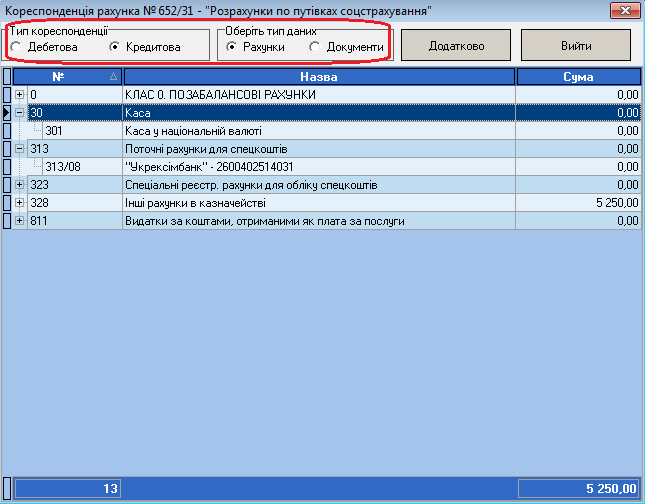 Кореспонденція рахунка № 652/31 - "Розрахунки по путівках соцстрахування"
Тип кореспонденції
Дебетова Кредитова
Оберіть тип даних
Рахунки Документи
Додатково
Вийти
№ Назва Сума
0 КЛАС 0. ПОЗАБАЛАНСОВІ РАХУНКИ 0,00
30 Каса 0,00
301 Каса у національній валюті 0,00
313 Поточні рахунки для спецкоштів 0,00
313/08 "Укрексімбанк" - 2600402514031 0,00
323 Спеціальні реєстр. рахунки для обліку спецкоштів 0,00
328 Інші рахунки в казначействі 5 250,00
811 Видатки за коштами, отриманими як плата за послуги 0,00
13 5 250,00